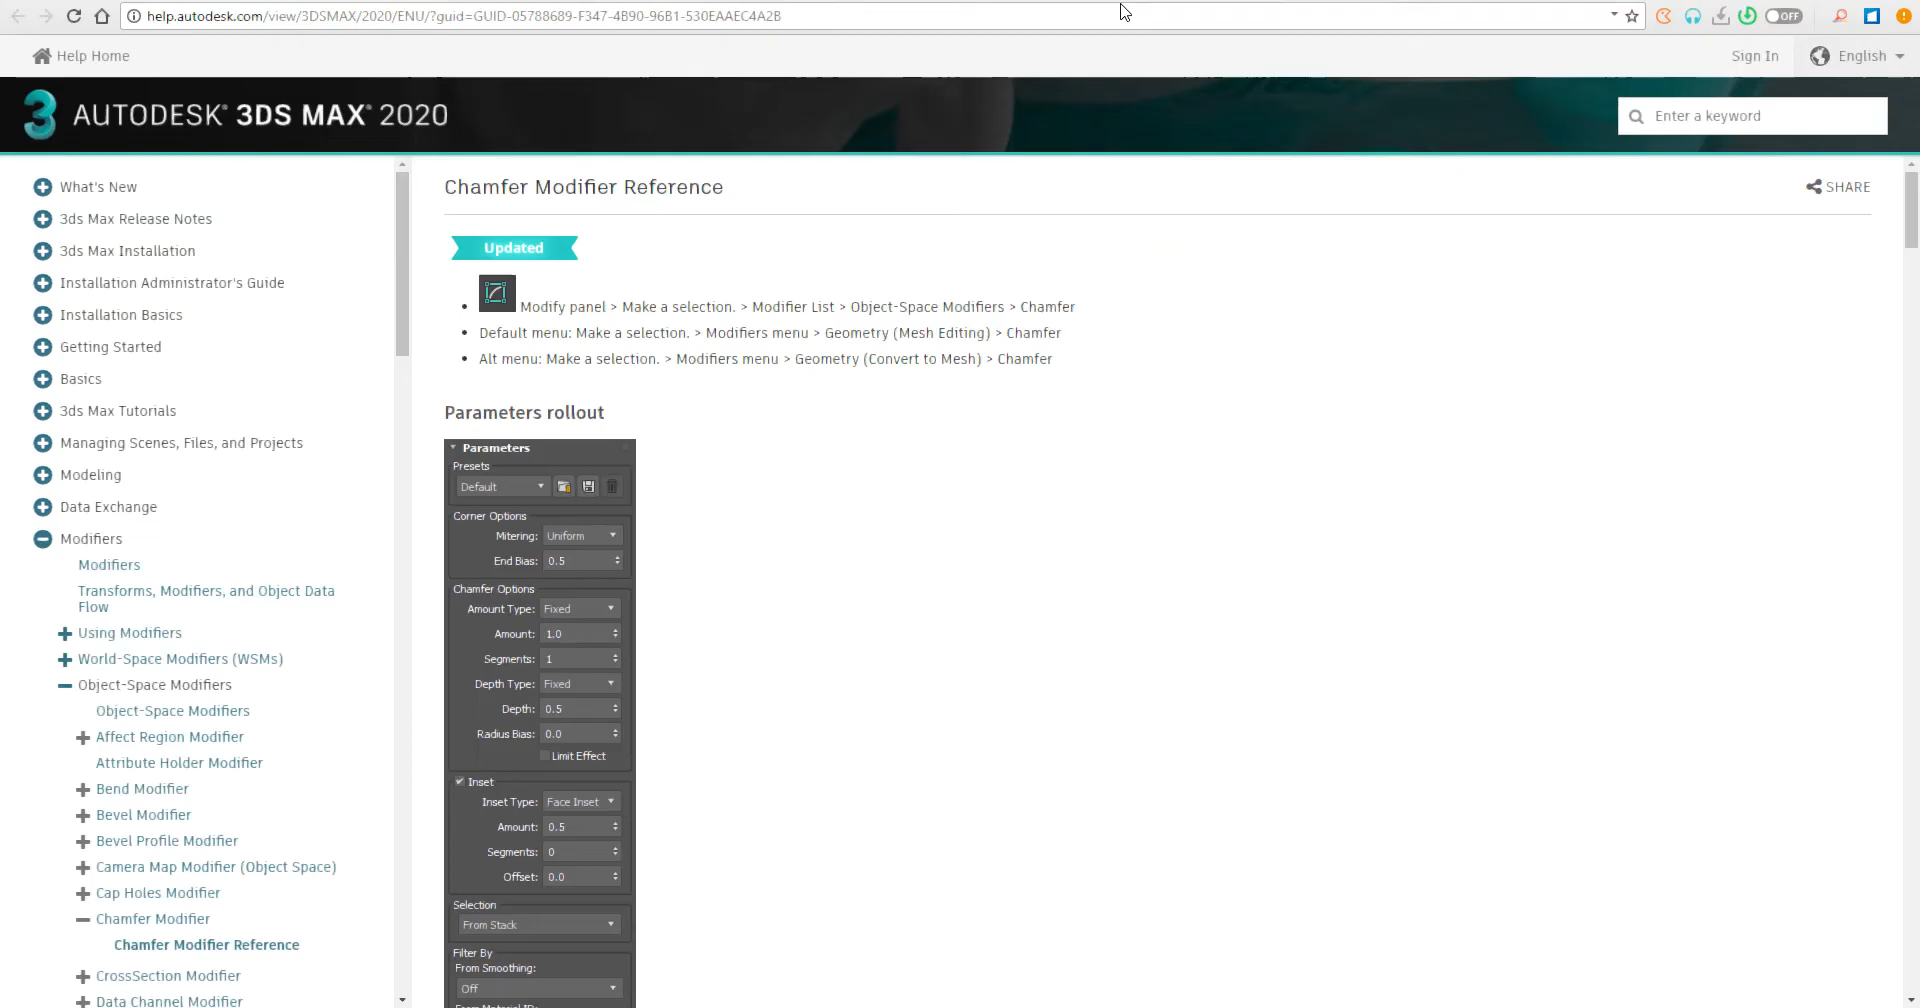 help.autodesk.com/view/3DSMAX/2020/ENU/?guid=GUID-05788689-F347-4B90-96B1-530EAAEC4A2B
OFF
Help Home
Sign In
English
3 AUTODESK® 3DS MAX® 2020
Enter a keyword
What's New
3ds Max Release Notes
3ds Max Installation
Installation Administrator's Guide
Installation Basics
Getting Started
Basics
3ds Max Tutorials
Managing Scenes, Files, and Projects
Modeling
Data Exchange
Modifiers
Modifiers
Transforms, Modifiers, and Object Data
Flow
Using Modifiers
World-Space Modifiers (WSMs)
Object-Space Modifiers
Object-Space Modifiers
Affect Region Modifier
Attribute Holder Modifier
Bend Modifier
Bevel Modifier
Bevel Profile Modifier
Camera Map Modifier (Object Space)
Cap Holes Modifier
Chamfer Modifier
Chamfer Modifier Reference
CrossSection Modifier
Data Channel Modifier
Chamfer Modifier Reference
SHARE
Updated
• Modify panel > Make a selection. > Modifier List > Object-Space Modifiers > Chamfer
• Default menu: Make a selection. > Modifiers menu > Geometry (Mesh Editing) > Chamfer
• Alt menu: Make a selection. > Modifiers menu > Geometry (Convert to Mesh) > Chamfer
Parameters rollout
Parameters
Presets
Default
Corner Options
Mitering: Uniform
End Bias: 0.5
Chamfer Options
Amount Type: Fixed
Amount: 1.0
Segments: 1
Depth Type: Fixed
Depth: 0.5
Radius Bias: 0.0
Limit Effect
Inset
Inset Type: Face Inset
Amount: 0.5
Segments: 0
Offset: 0.0
Selection
From Stack
Filter By
From Smoothing:
Off